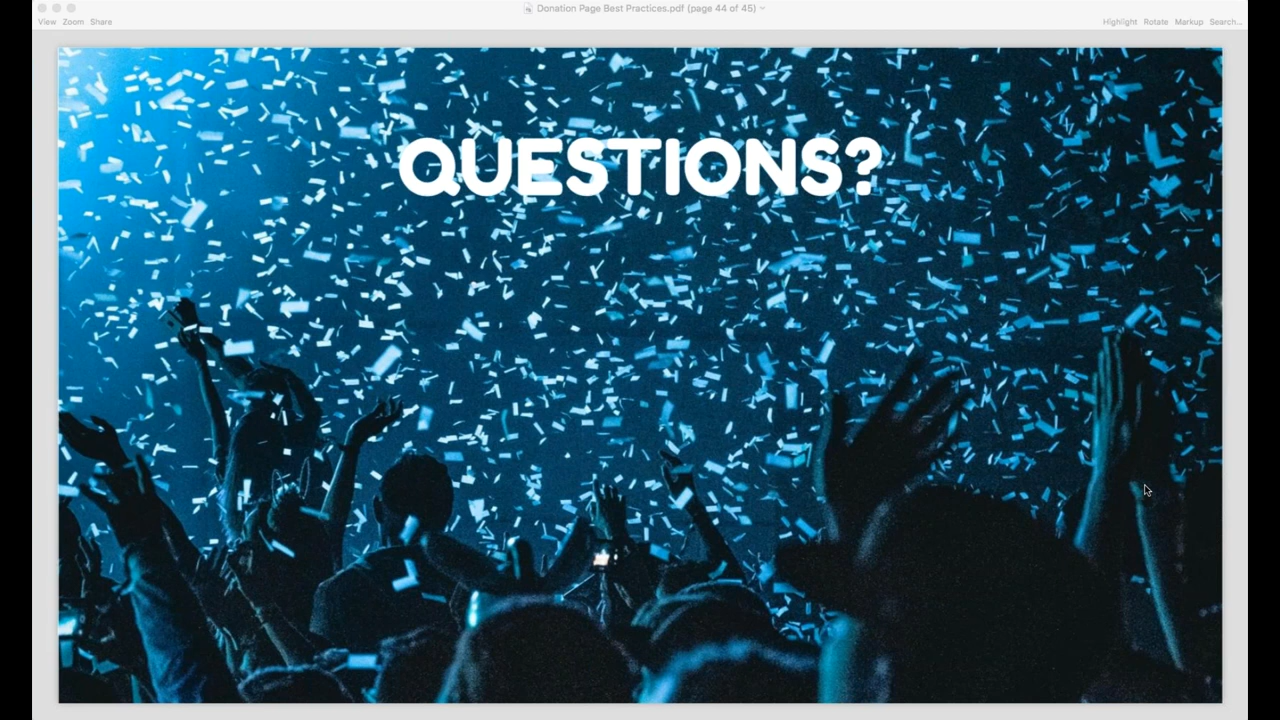 Donation Page Best Practices.pdf (page 44 of 45)
View Zoom Share
Highlight Rotate Markup Search...
QUESTIONS?